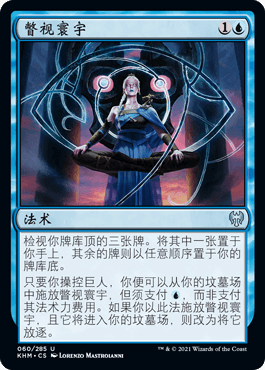 瞥视寰宇 1
法术
检视你牌库顶的三张牌。将其中一张置于
你手上，其余的牌则以任意顺序置于你的
牌库底。
只要你操控巨人，你便可以从你的坟墓场
中施放瞥视寰宇，但须支付，而非支付
其法术力费用。如果你以此法施放瞥视
寰宇，且它将进入你的坟墓场，则改为将它
放逐。
060/285 U
KHM • CS LORENZO MASTROIANNI
™ & © 2021 Wizards of the Coast